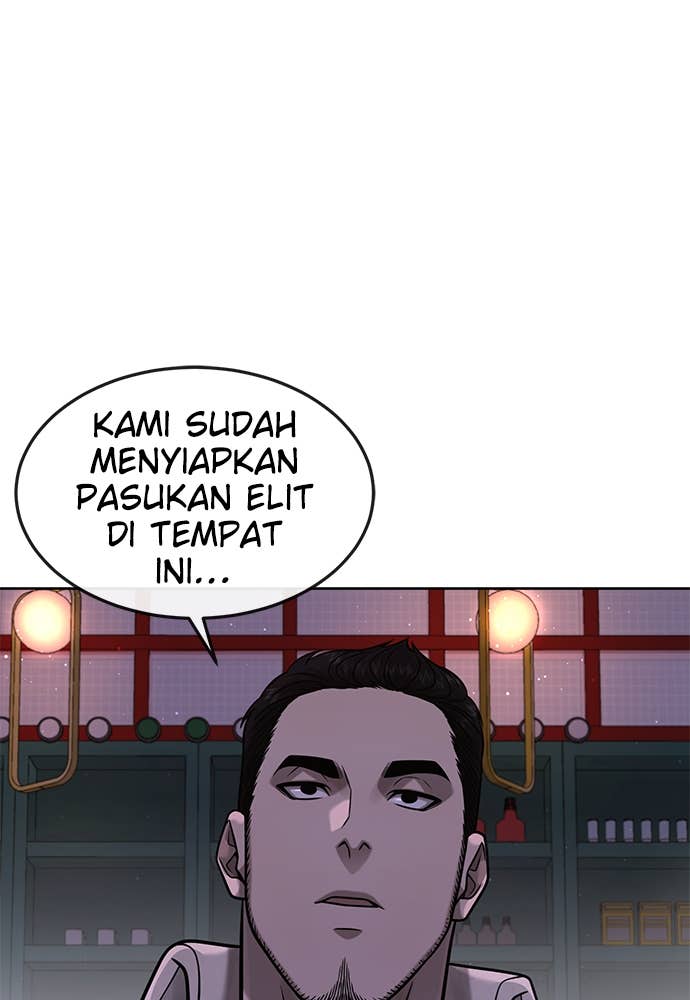 KAMI SUDAH
MENYIAPKAN
PASUKAN ELIT
DI TEMPAT
INI...